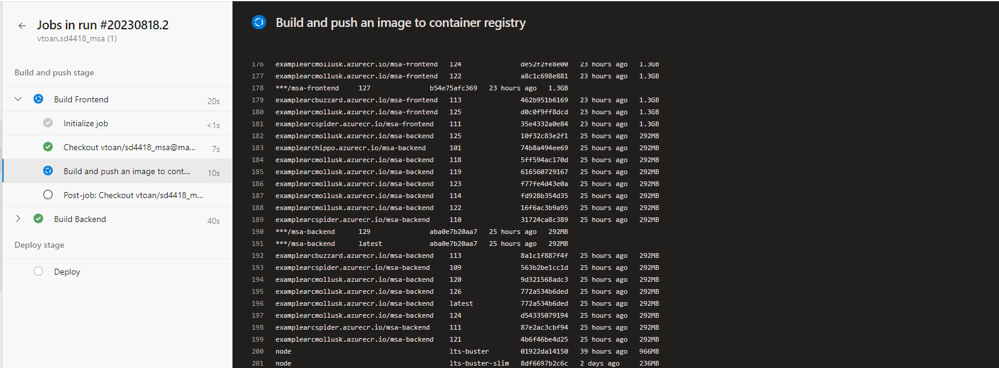 Jobs in run #20230818.2
vtoan.sd4418_msa (1)
Build and push stage
Build Frontend 20s
Initialize job <1s
Checkout vtoan/sd4418_msa@ma... 7s
Build and push an image to cont... 10s
Post-job: Checkout vtoan/sd4418_m...
Build Backend 40s
Deploy stage
Deploy
Build and push an image to container registry
176 examplearcmollusk.azurecr.io/msa-frontend 124 de52f2fe8e00 23 hours ago 1.3GB
177 examplearcmollusk.azurecr.io/msa-frontend 122 a8c1c698e881 23 hours ago 1.3GB
178 ***/msa-frontend 127 b54e75afc369 23 hours ago 1.3GB
179 examplearcbuzzard.azurecr.io/msa-frontend 113 462b951b6169 23 hours ago 1.3GB
180 examplearcmollusk.azurecr.io/msa-frontend 125 d0c0f9ff8dcd 23 hours ago 1.3GB
181 examplearcspider.azurecr.io/msa-frontend 111 35e4332a0e84 23 hours ago 1.3GB
182 examplearcmollusk.azurecr.io/msa-backend 125 10f32c83e2f1 25 hours ago 292MB
183 examplearchippo.azurecr.io/msa-backend 101 74b8a494ee69 25 hours ago 292MB
184 examplearcmollusk.azurecr.io/msa-backend 118 5ff594ac170d 25 hours ago 292MB
185 examplearcmollusk.azurecr.io/msa-backend 119 616560729167 25 hours ago 292MB
186 examplearcmollusk.azurecr.io/msa-backend 123 f77fe4d43e0a 25 hours ago 292MB
187 examplearcmollusk.azurecr.io/msa-backend 114 fd928b354d35 25 hours ago 292MB
188 examplearcmollusk.azurecr.io/msa-backend 122 16f6ac3b9a95 25 hours ago 292MB
189 examplearcspider.azurecr.io/msa-backend 110 31724ca8c389 25 hours ago 292MB
190 ***/msa-backend 129 aba0e7b20aa7 25 hours ago 292MB
191 ***/msa-backend latest aba0e7b20aa7 25 hours ago 292MB
192 examplearcbuzzard.azurecr.io/msa-backend 113 8a1c1f887f4f 25 hours ago 292MB
193 examplearcspider.azurecr.io/msa-backend 109 563b2be1cc1d 25 hours ago 292MB
194 examplearcmollusk.azurecr.io/msa-backend 120 9d321568adc3 25 hours ago 292MB
195 examplearcmollusk.azurecr.io/msa-backend 126 772a534b6ded 25 hours ago 292MB
196 examplearcmollusk.azurecr.io/msa-backend latest 772a534b6ded 25 hours ago 292MB
197 examplearcmollusk.azurecr.io/msa-backend 124 d54335079194 25 hours ago 292MB
198 examplearcspider.azurecr.io/msa-backend 111 87e2ac3cbf94 25 hours ago 292MB
199 examplearcmollusk.azurecr.io/msa-backend 121 4b6f46be4d25 25 hours ago 292MB
200 node lts-buster 01922da14150 39 hours ago 966MB
201 node lts-buster-slim 8df6697b2c6c 2 days ago 236MB